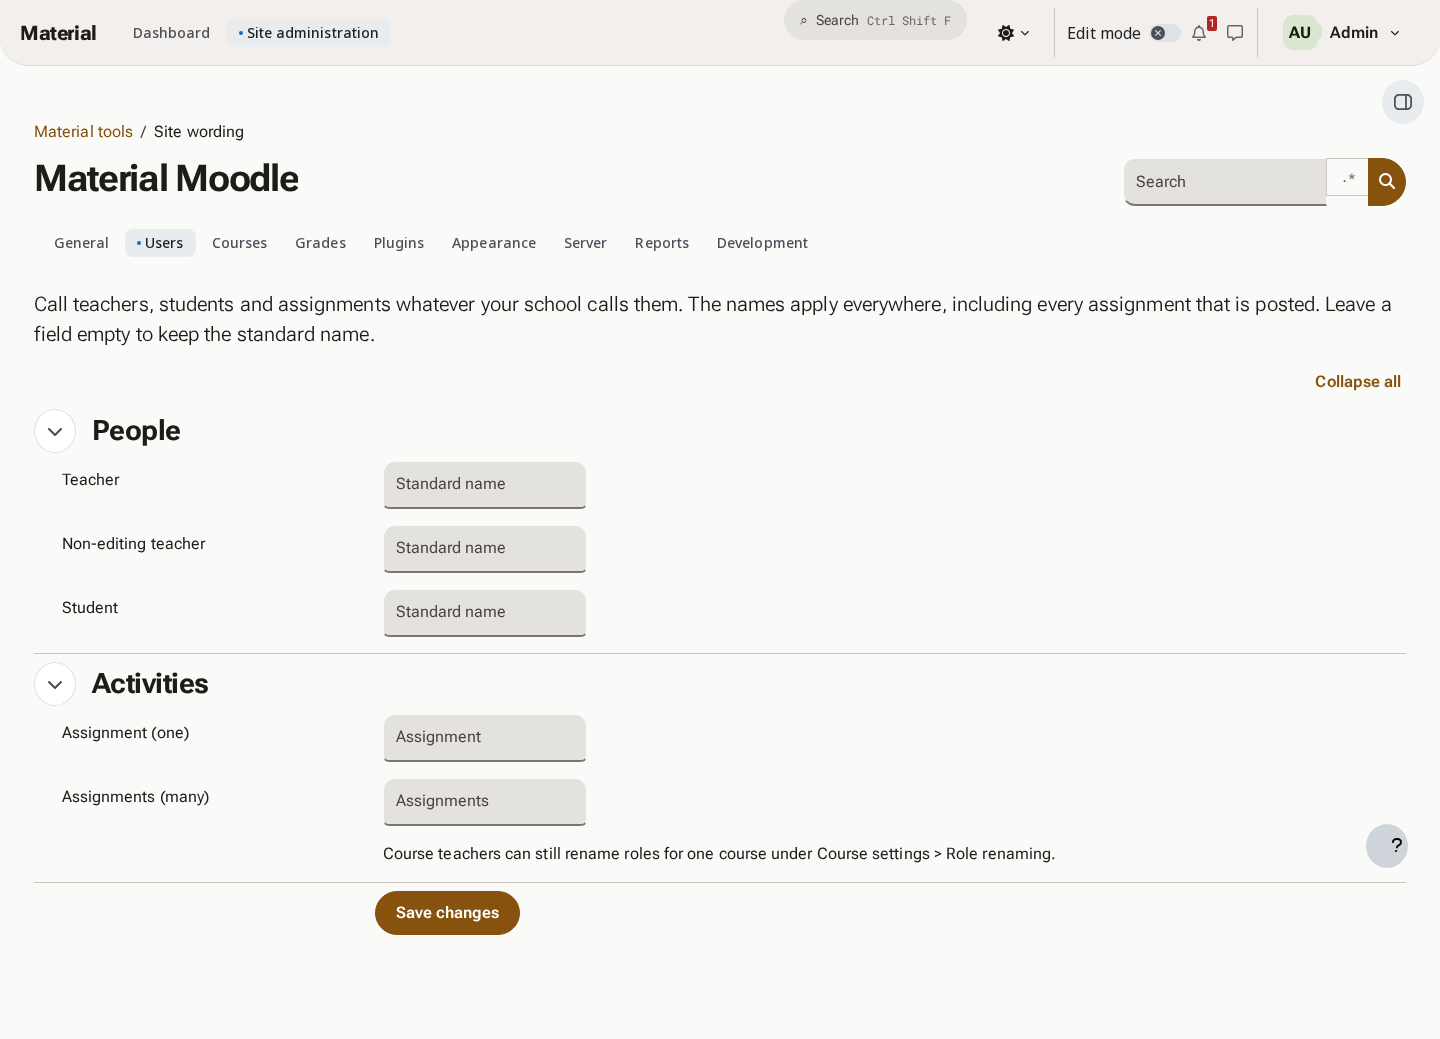 Material
Dashboard
Site administration
Search Ctrl Shift F
Edit mode
1
AU
Admin
Material tools / Site wording
Material Moodle
Search
.*
General
Users
Courses
Grades
Plugins
Appearance
Server
Reports
Development
Call teachers, students and assignments whatever your school calls them. The names apply everywhere, including every assignment that is posted. Leave a
field empty to keep the standard name.
Collapse all
People
Teacher
Standard name
Non-editing teacher
Standard name
Student
Standard name
Activities
Assignment (one)
Assignment
Assignments (many)
Assignments
Course teachers can still rename roles for one course under Course settings > Role renaming.
?
Save changes